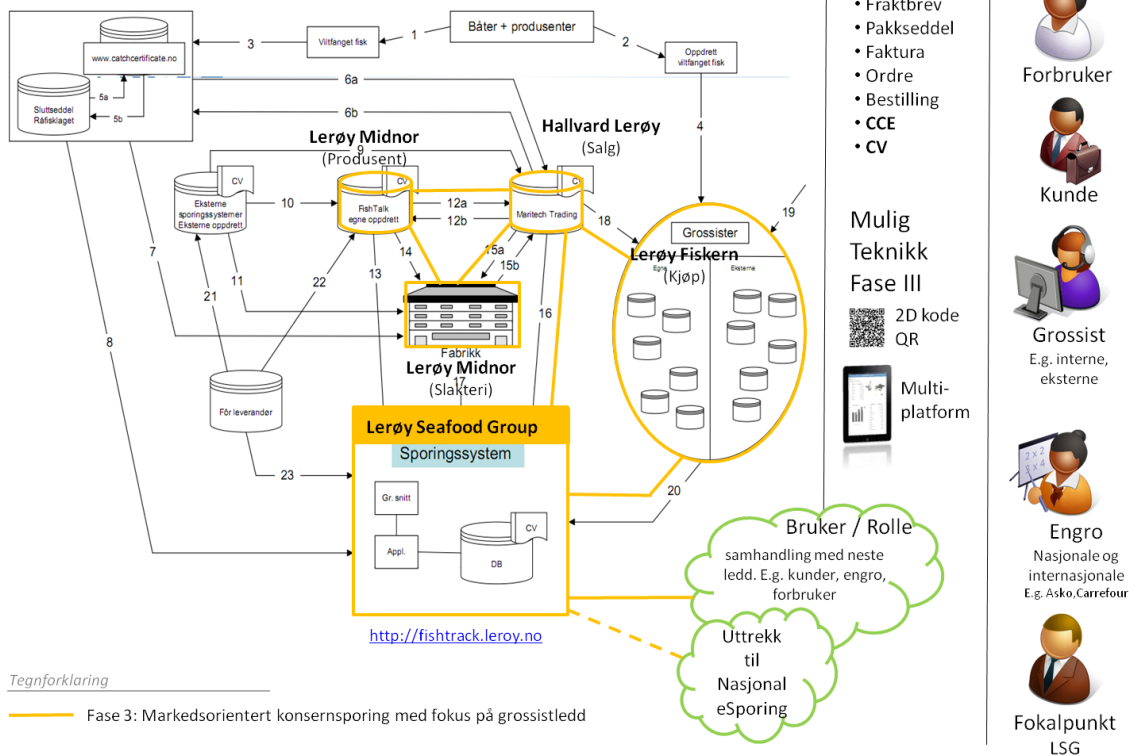 Båter + produsenter
1
2
3
Viltfanget fisk
Oppdrett
viltfanget fisk
www.catchcertificate.no
5a
5b
Sluttseddel
Råfisklaget
6a
6b
4
Hallvard Lerøy
(Salg)
Lerøy Midnor
(Produsent)
9
CV
CV
CV
Eksterne
sporingssystemer
Eksterne oppdrett
10
FishTalk
egne oppdrett
12a
12b
Maritech Trading
18
19
7
11
21
22
13
14
15a
15b
16
8
Grossister
Lerøy Fiskern
Egne
Eksterne
(Kjøp)
Fabrikk
Lerøy Midnor
17
(Slakteri)
Fôr leverandør
23
20
Lerøy Seafood Group
Sporingssystem
Gr. snitt
Appl.
CV
DB
http://fishtrack.leroy.no
Bruker / Rolle
samhandling med neste
ledd. E.g. kunder, engro,
forbruker
Uttrekk
til
Nasjonal
eSporing
Tegnforklaring
Fase 3: Markedsorientert konsernsporing med fokus på grossistledd
• Fraktbrev
• Pakkseddel
• Faktura
• Ordre
• Bestilling
• CCE
• CV
Mulig
Teknikk
Fase III
2D kode
QR
Multi-
platform
Forbruker
Kunde
Grossist
E.g. interne,
eksterne
2 x 2
3 x 4
Engro
Nasjonale og
internasjonale
E.g. Asko,Carrefour
Fokalpunkt
LSG